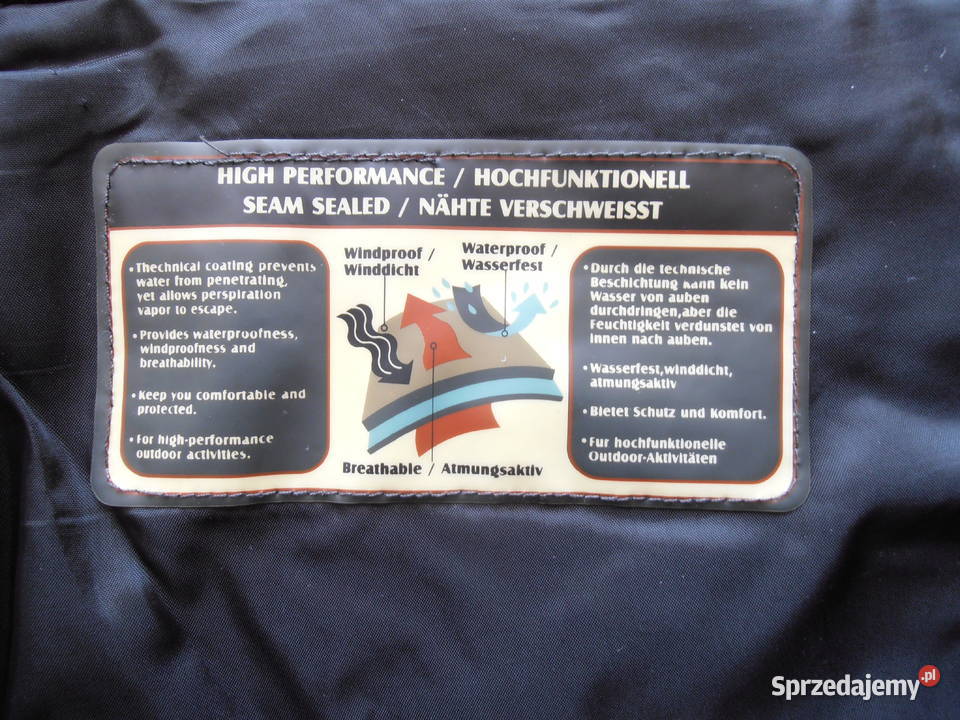 HIGH PERFORMANCE / HOCHFUNKTIONELL
SEAM SEALED / NÄHTE VERSCHWEISST
• Thechnical coating prevents
water from penetrating,
yet allows perspiration
vapor to escape.
• Provides waterproofness,
windproofness and
breathability.
• Keep you comfortable and
protected.
• For high-performance
outdoor activities.
Windproof /
Winddicht
Waterproof /
Wasserfest
Breathable / Atmungsaktiv
• Durch die technische
Beschichtung kann kein
Wasser von auben
durchdringen,aber die
Feuchtigkeit verdunstet von
innen nach auben.
• Wasserfest,winddicht,
atmungsaktiv
• Bietet Schutz und Komfort.
• Fur hochfunktionelle
Outdoor-Aktivitäten
Sprzedajemy.pl